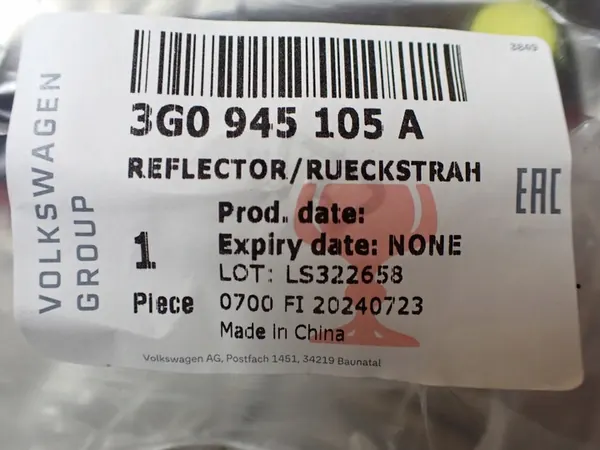 3849
3G0 945 105 A
REFLECTOR/RUECKSTRAH
EAC
VOLKSWAGEN
GROUP
Prod. date:
1
Expiry date: NONE
LOT: LS322658
Piece
0700 FI 20240723
Made in China
Volkswagen AG, Postfach 1451, 34219 Baunatal